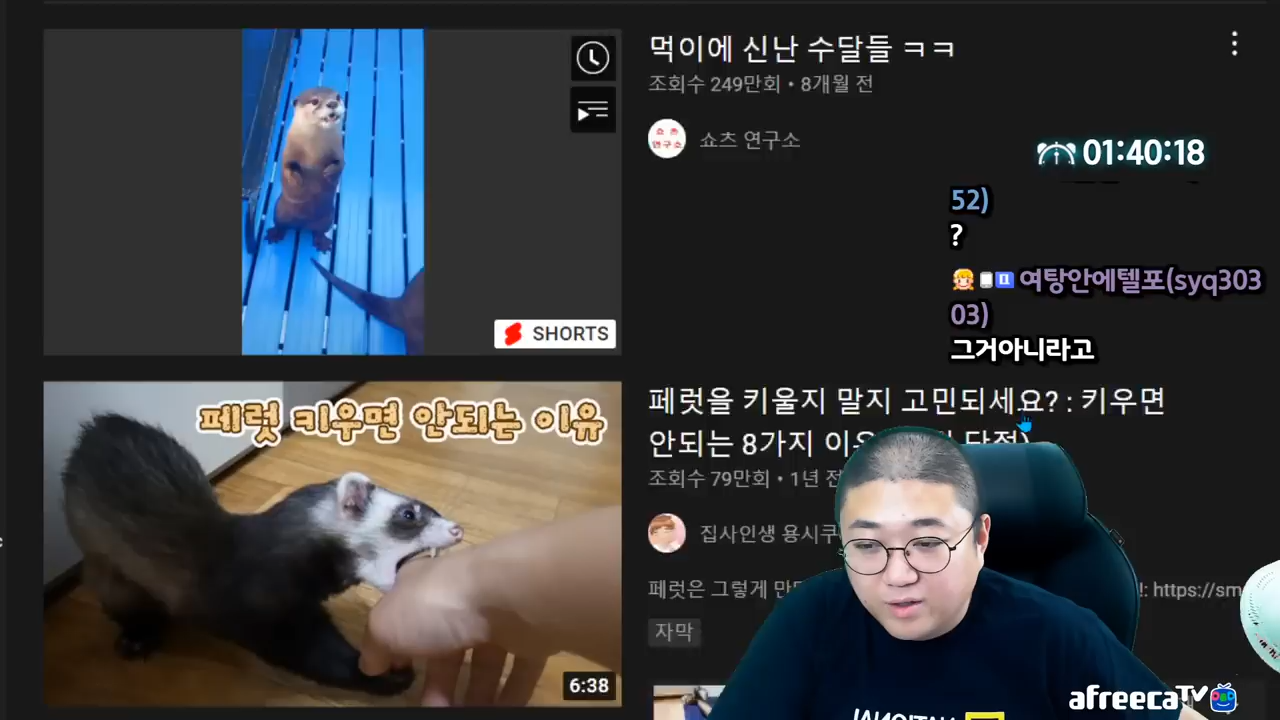 먹이에 신난 수달들 ㅋㅋ
조회수 249만회 • 8개월 전
쇼츠 연구소
SHORTS
01:40:18
52)
?
여탕안에텔포(syq303
03)
그거아니라고
페럿 키우면 안되는 이유
6:38
페럿을 키울지 말지 고민되세요? : 키우면
안되는 8가지
조회수 79만회 • 1년 전
집사인생 용시쿠
페럿은 그렇게
!: https://sm
자막
afreecaTV